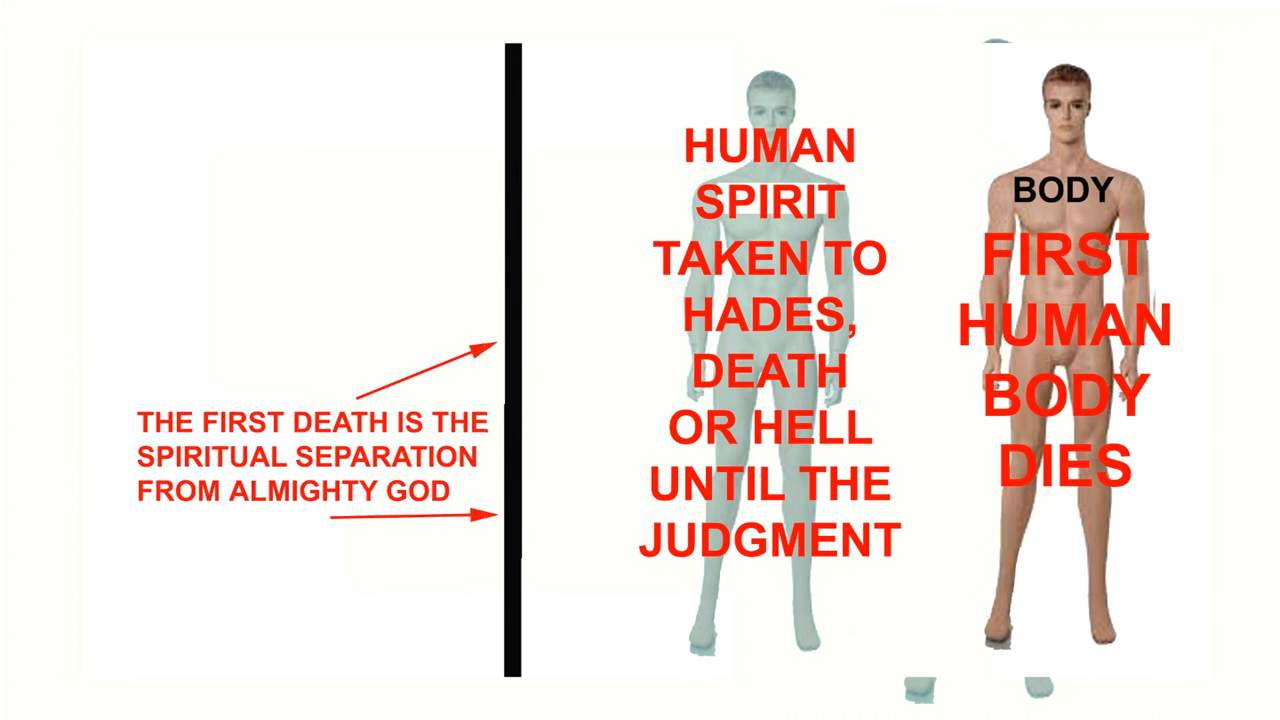 THE FIRST DEATH IS THE
SPIRITUAL SEPARATION
FROM ALMIGHTY GOD
HUMAN
SPIRIT
TAKEN TO
HADES,
DEATH
OR HELL
UNTIL THE
JUDGMENT
BODY
FIRST
HUMAN
BODY
DIES